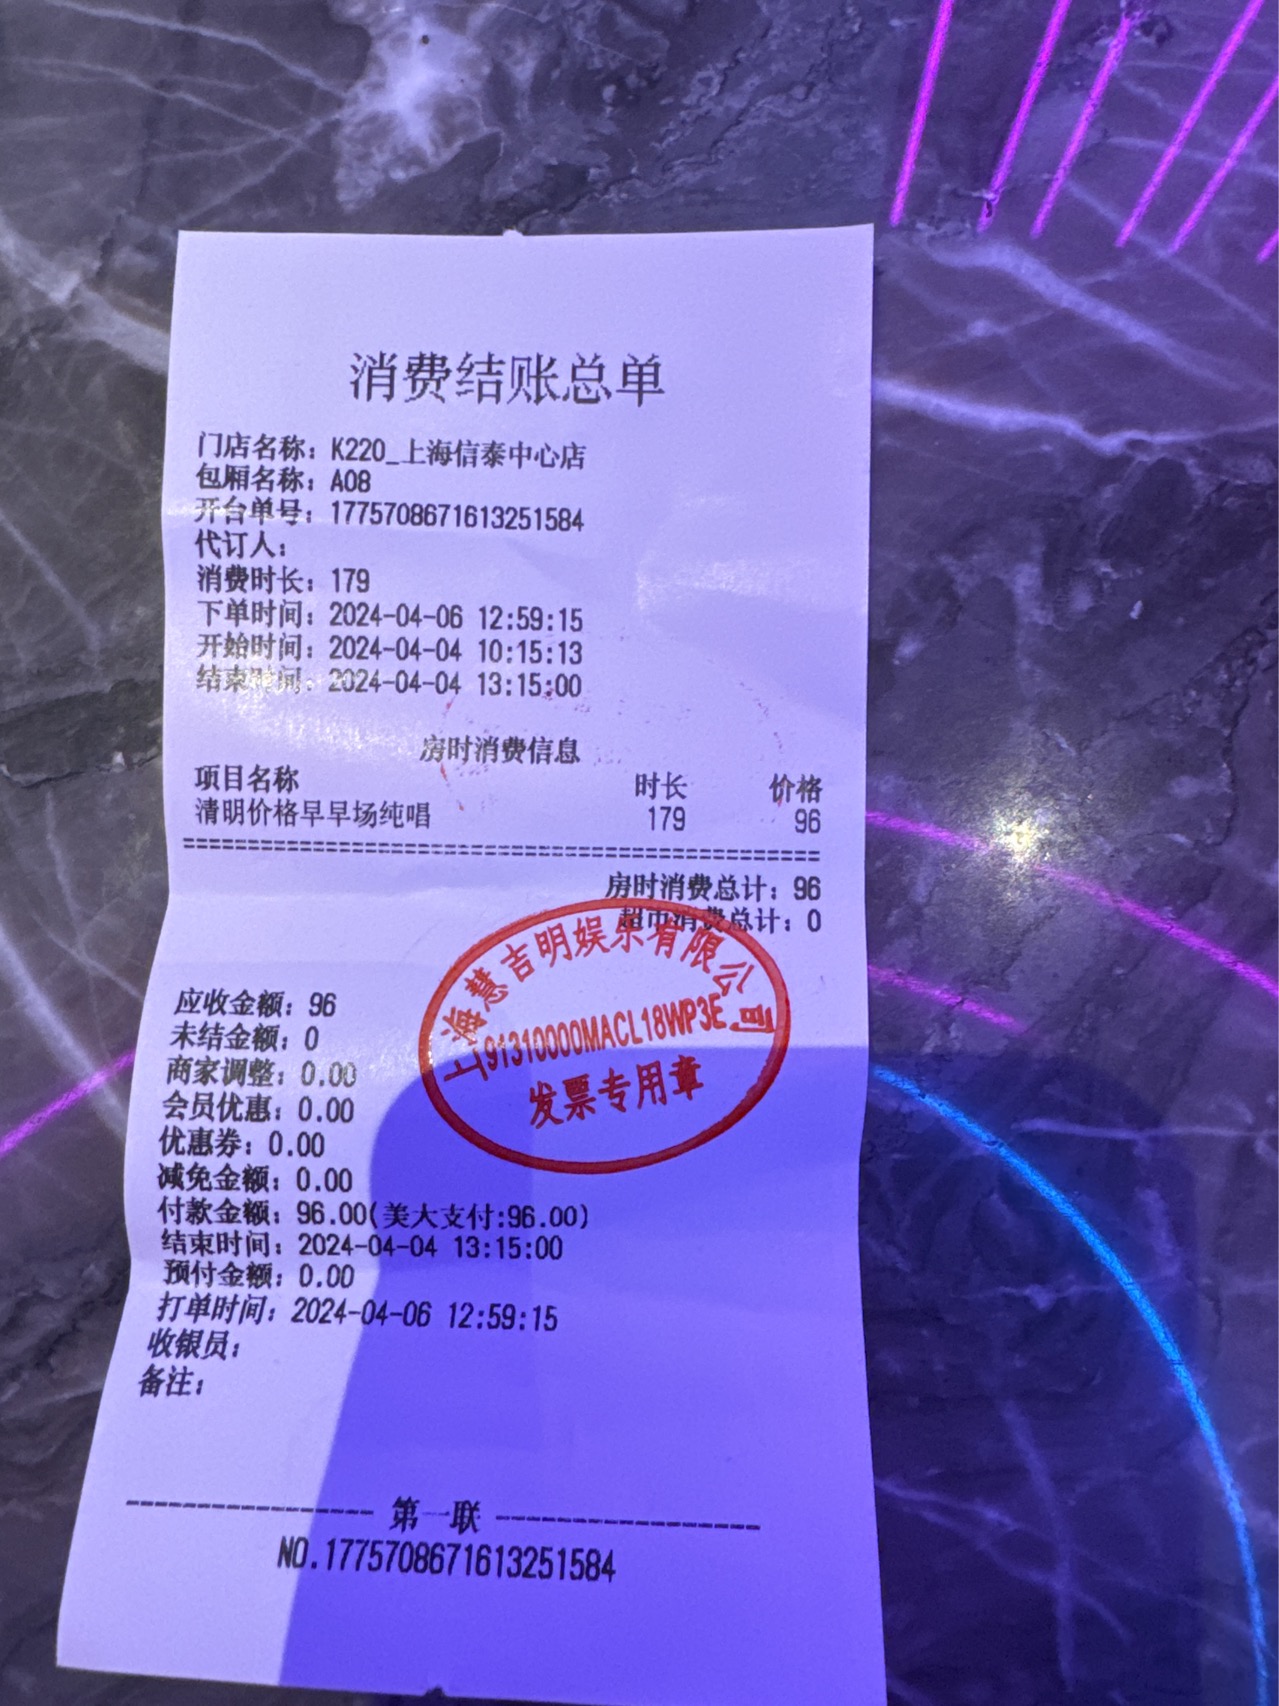 消费结账总单
门店名称：K220_上海信泰中心店
包厢名称：A08
开台单号：1775708671613251584
代订人：
消费时长：179
下单时间：2024-04-06 12:59:15
开始时间：2024-04-04 10:15:13
结束时间：2024-04-04 13:15:00
房时消费信息
项目名称 时长 价格
清明价格早早场纯唱 179 96
房时消费总计：96
超市消费总计：0
上海慧吉明娱乐有限公司
91310000MACL18WP3E
发票专用章
应收金额：96
未结金额：0
商家调整：0.00
会员优惠：0.00
优惠券：0.00
减免金额：0.00
付款金额：96.00(美大支付:96.00)
结束时间：2024-04-04 13:15:00
预付金额：0.00
打单时间：2024-04-06 12:59:15
收银员：
备注：
第一联
NO.1775708671613251584